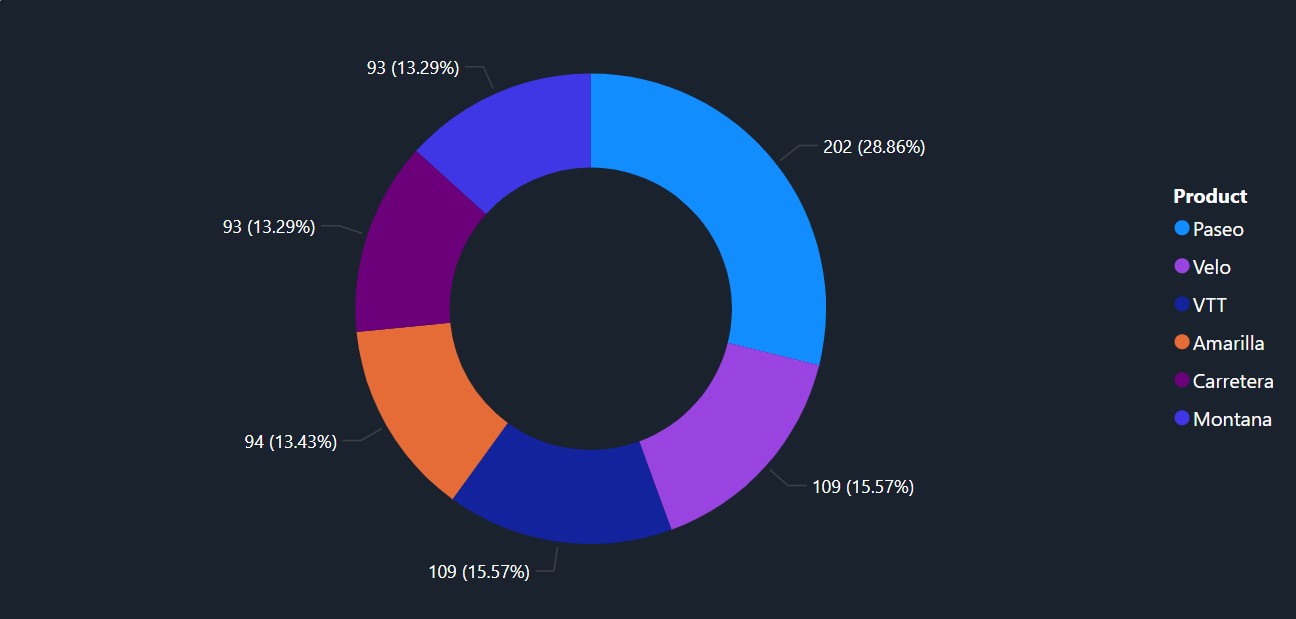 93 (13.29%)
202 (28.86%)
93 (13.29%)
94 (13.43%)
109 (15.57%)
109 (15.57%)
Product
Paseo
Velo
VTT
Amarilla
Carretera
Montana